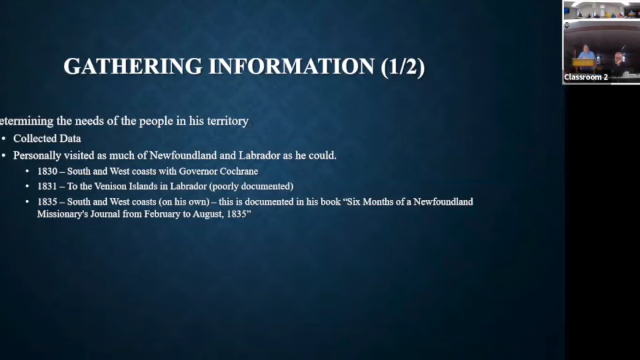 GATHERING INFORMATION (1/2)
etermining the needs of the people in his territory
• Collected Data
• Personally visited as much of Newfoundland and Labrador as he could.
• 1830 – South and West coasts with Governor Cochrane
• 1831 – To the Venison Islands in Labrador (poorly documented)
• 1835 – South and West coasts (on his own) – this is documented in his book “Six Months of a Newfoundland
Missionary's Journal from February to August, 1835”
Classroom 2